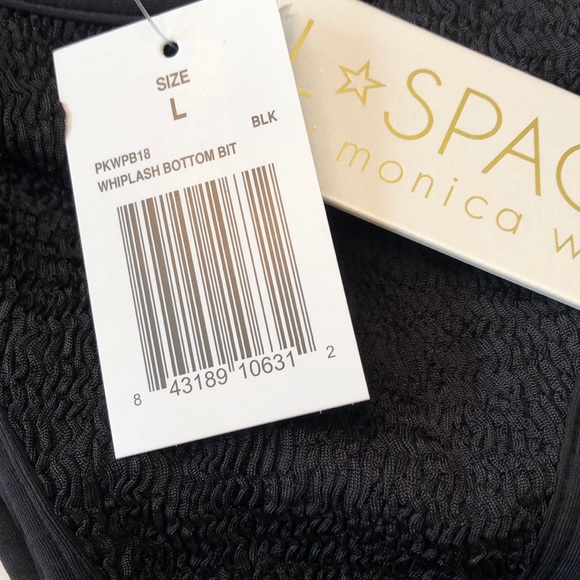 SIZE
L
BLK
PKWPB18
WHIPLASH BOTTOM BIT
8 43189 10631 2
L ☆ SPAC
monica w